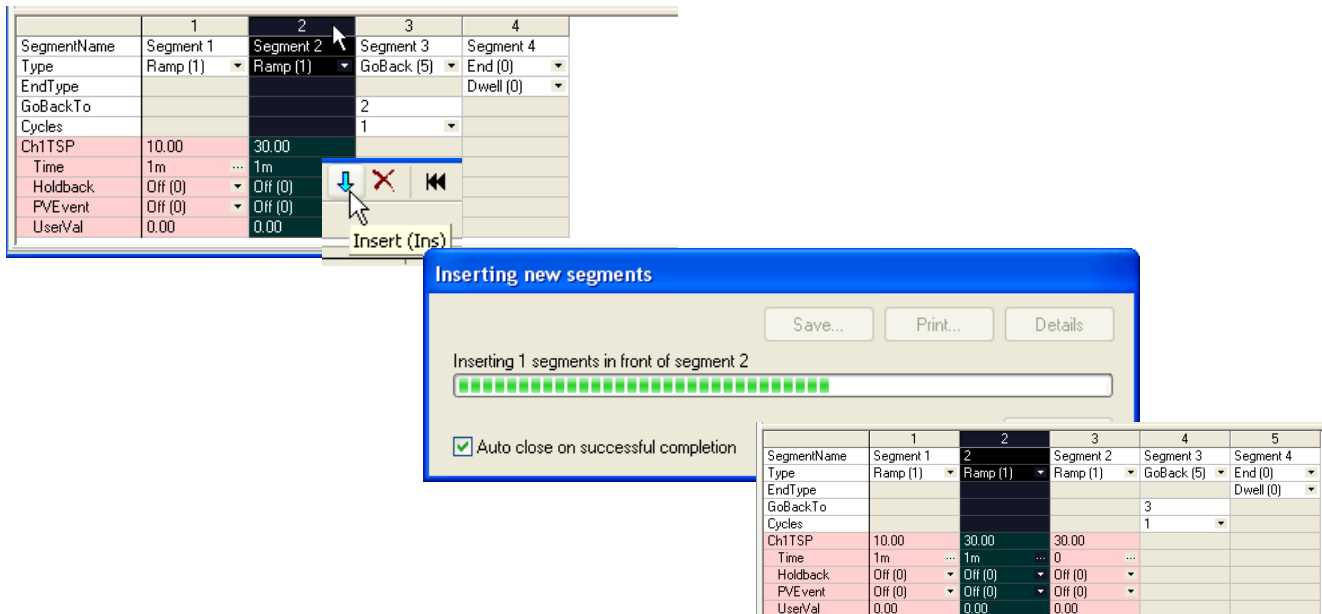 1 2 3 4
SegmentName Segment 1 Segment 2 Segment 3 Segment 4
Type Ramp (1) Ramp (1) GoBack (5) End (0)
EndType Dwell (0)
GoBackTo 2
Cycles 1
Ch1TSP 10.00 30.00
Time 1m ... 1m
Holdback Off (0) Off (0)
PVEvent Off (0) Off (0)
UserVal 0.00 0.00
Insert (Ins)
Inserting new segments
Save... Print... Details
Inserting 1 segments in front of segment 2
Auto close on successful completion
1 2 3 4 5
SegmentName Segment 1 2 Segment 2 Segment 3 Segment 4
Type Ramp (1) Ramp (1) Ramp (1) GoBack (5) End (0)
EndType Dwell (0)
GoBackTo 3
Cycles 1
Ch1TSP 10.00 30.00 30.00
Time 1m ... 1m ... 0 ...
Holdback Off (0) Off (0) Off (0)
PVEvent Off (0) Off (0) Off (0)
UserVal 0.00 0.00 0.00